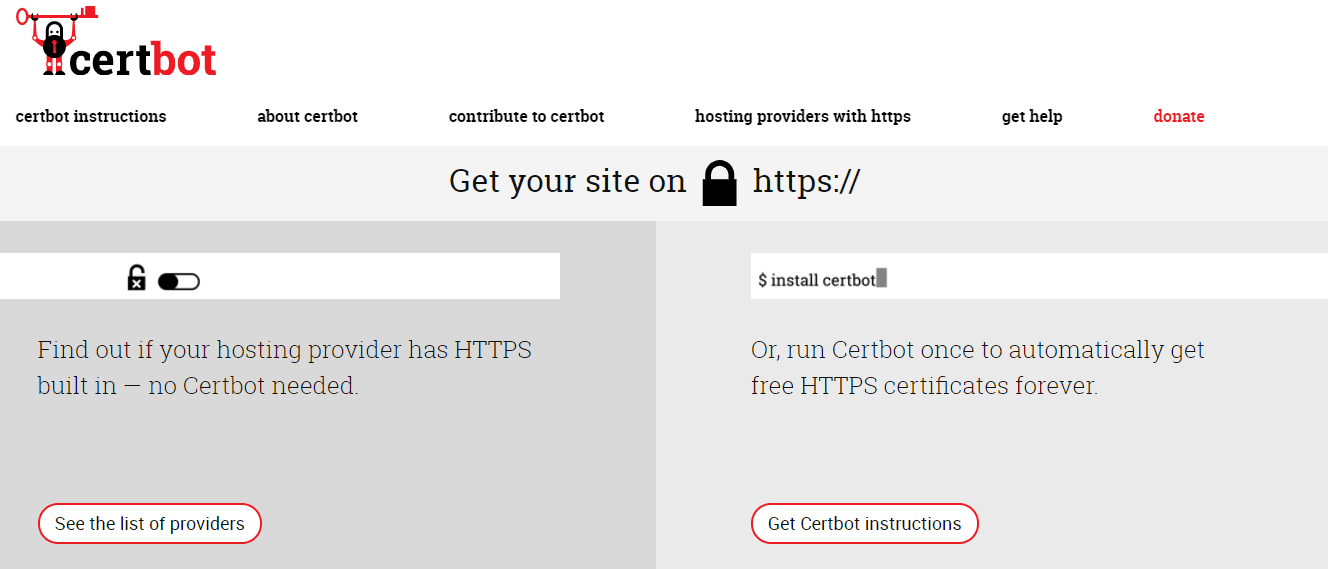 certbot
certbot instructions
about certbot
contribute to certbot
hosting providers with https
get help
donate
Get your site on https://
Find out if your hosting provider has HTTPS
built in — no Certbot needed.
See the list of providers
$ install certbot
Or, run Certbot once to automatically get
free HTTPS certificates forever.
Get Certbot instructions